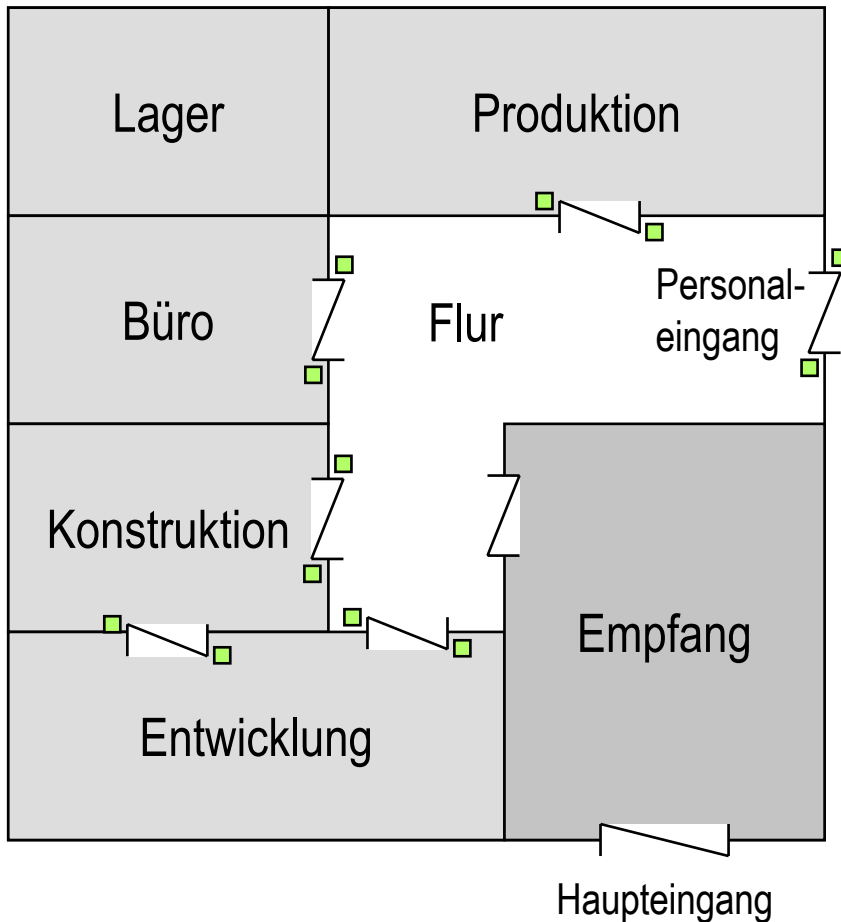 Lager
Produktion
Büro
Flur
Personal-
eingang
Konstruktion
Empfang
Entwicklung
Haupteingang